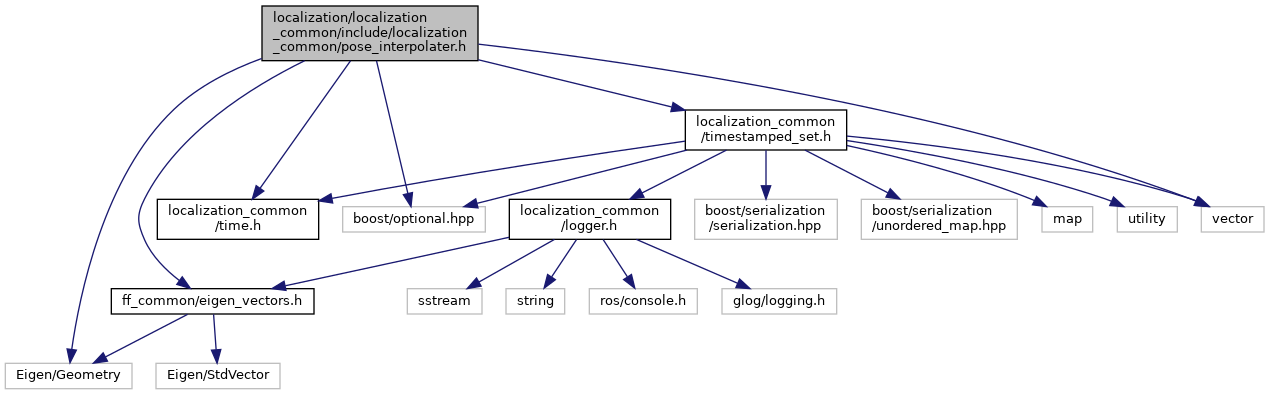 localization/localization
_common/include/localization
_common/pose_interpolater.h
localization_common
/timestamped_set.h
localization_common
/time.h
boost/optional.hpp
localization_common
/logger.h
boost/serialization
/serialization.hpp
boost/serialization
/unordered_map.hpp
map
utility
vector
ff_common/eigen_vectors.h
sstream
string
ros/console.h
glog/logging.h
Eigen/Geometry
Eigen/StdVector